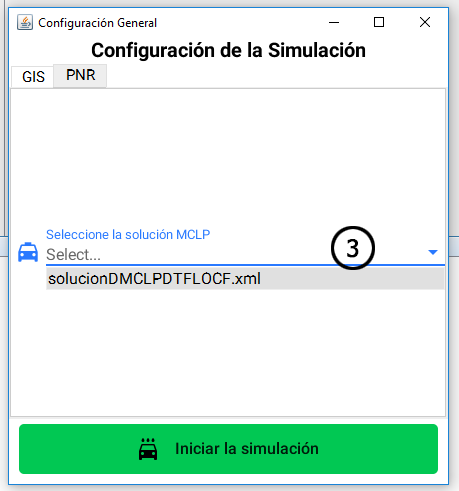 Configuración General
Configuración de la Simulación
GIS PNR
Seleccione la solución MCLP
Select...
3
solucionDMCLPDTFLOCF.xml
Iniciar la simulación